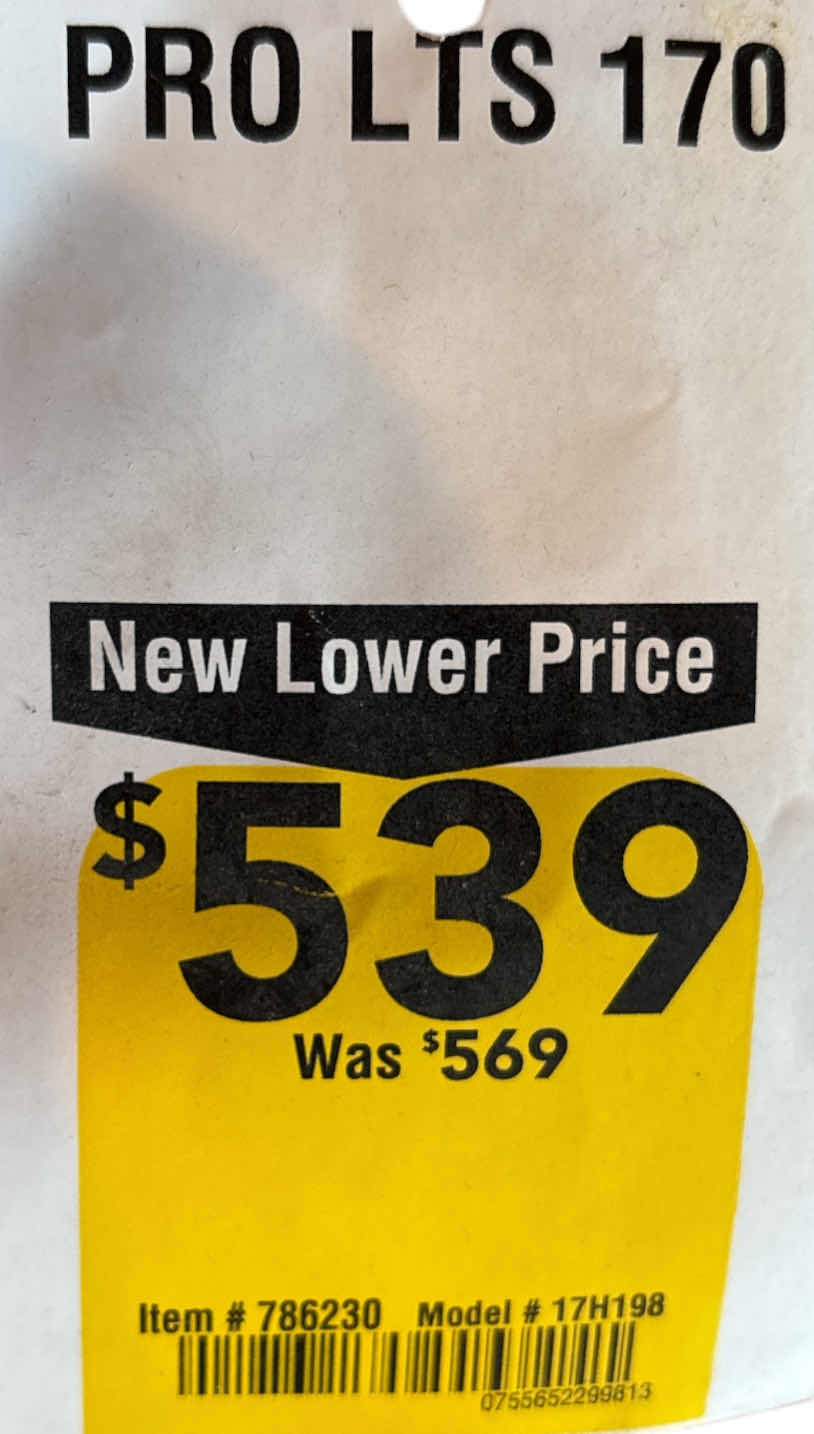 PRO LTS 170
New Lower Price
$539
Was $569
Item # 786230 Model # 17H198
0755652299813